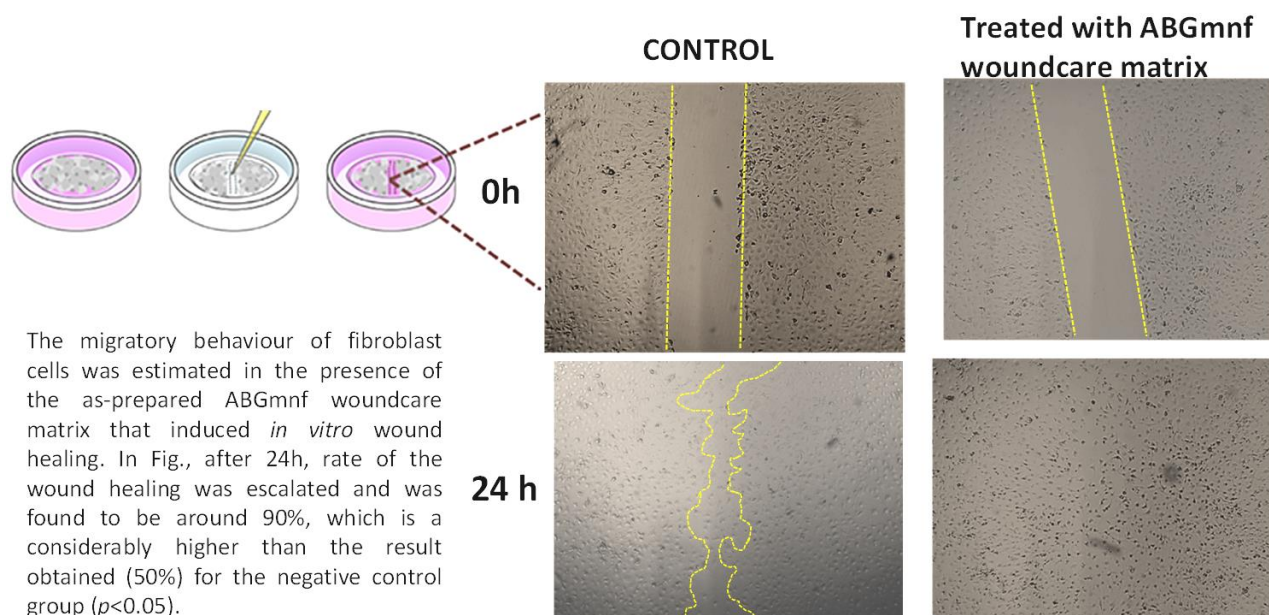 CONTROL
Treated with ABGmnf
woundcare matrix
0h
24 h
The migratory behaviour of fibroblast
cells was estimated in the presence of
the as-prepared ABGmnf woundcare
matrix that induced in vitro wound
healing. In Fig., after 24h, rate of the
wound healing was escalated and was
found to be around 90%, which is a
considerably higher than the result
obtained (50%) for the negative control
group (p<0.05).